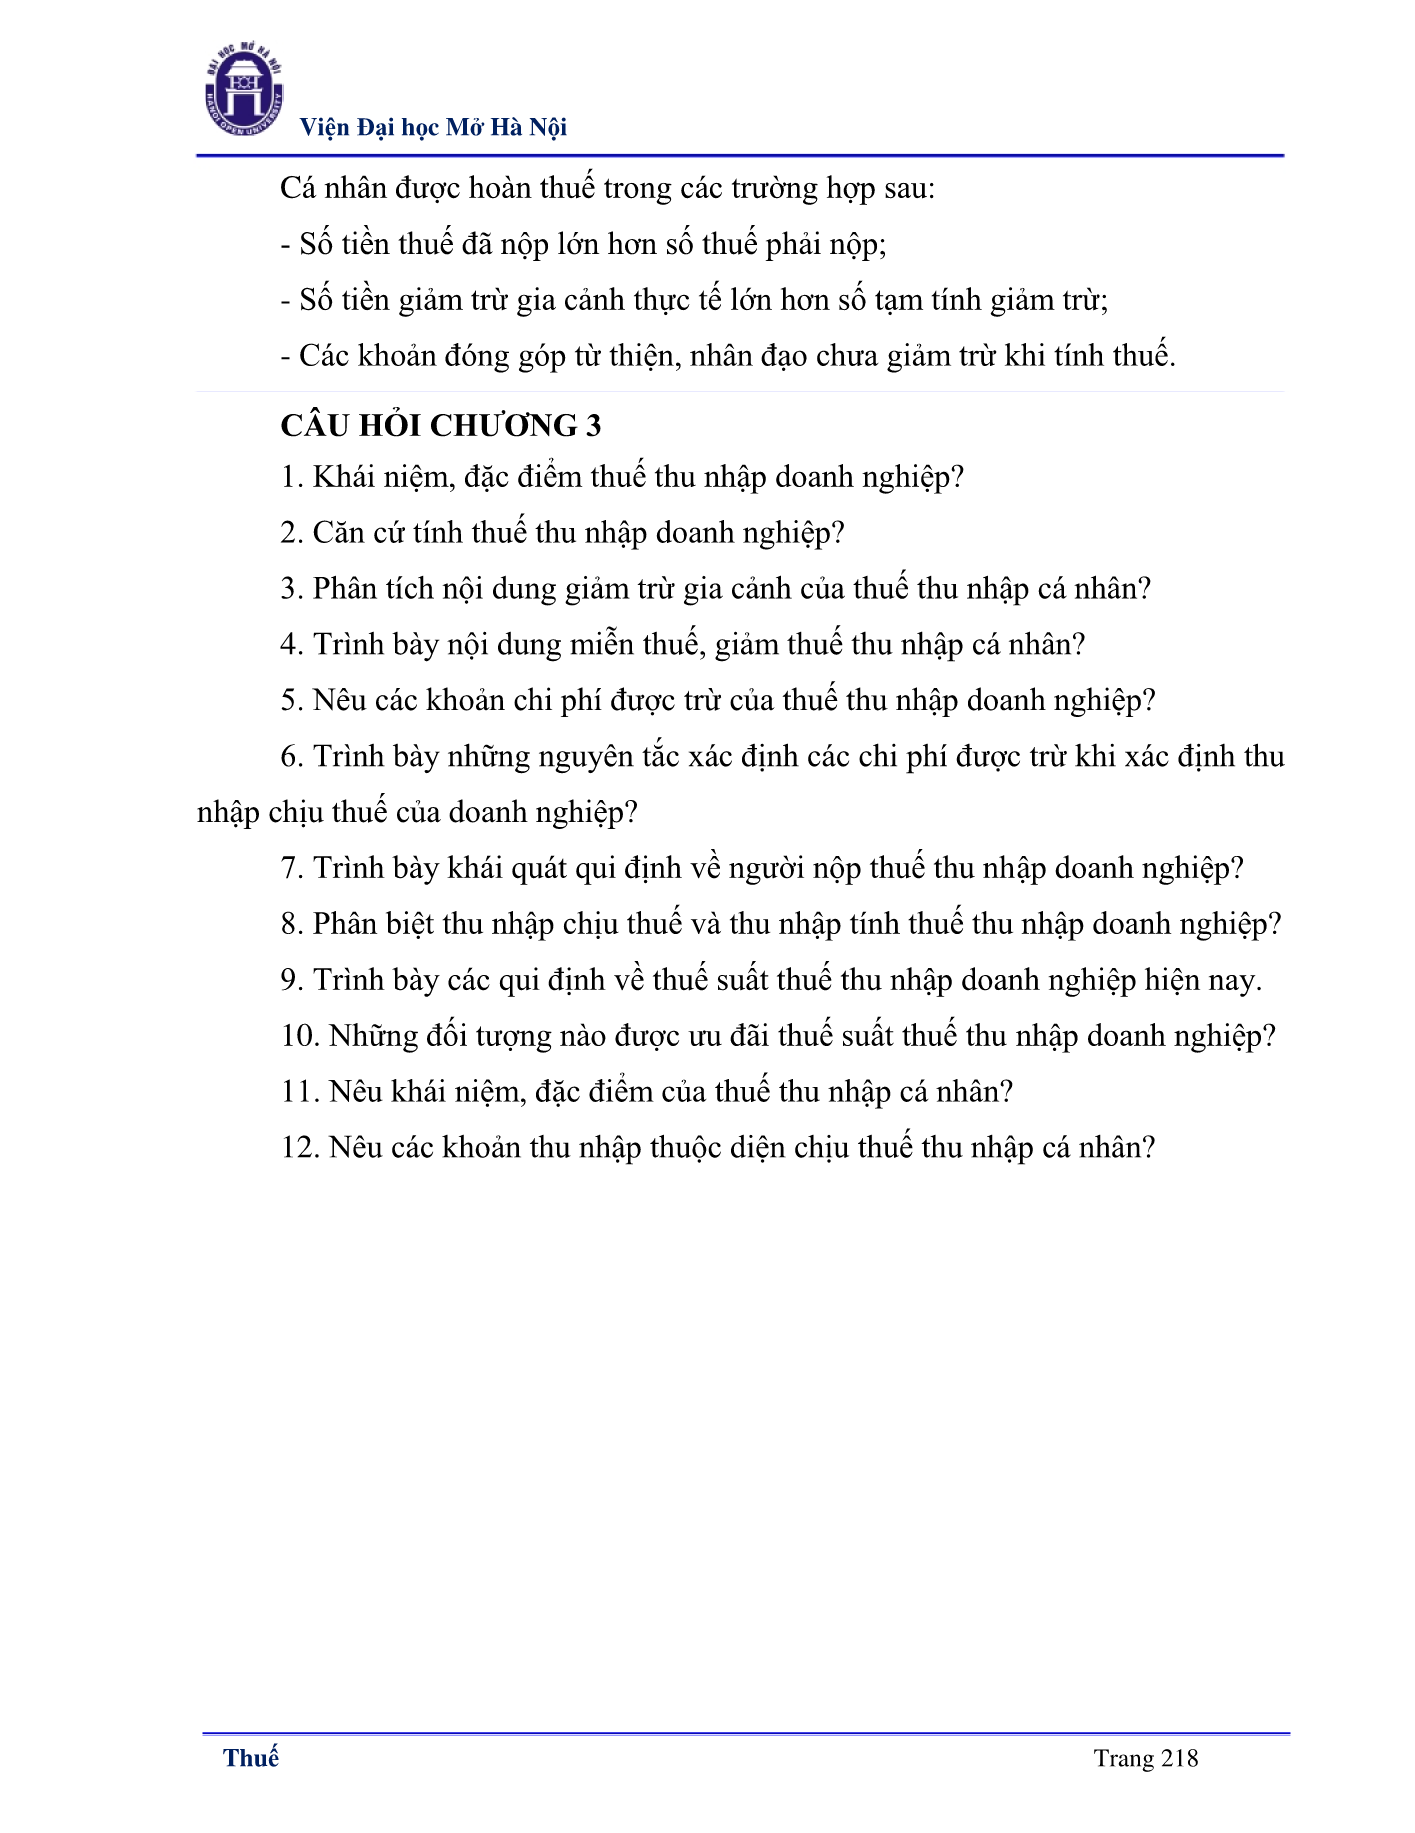 ĐẠI HỌC MỞ HÀ NỘI
HANOI OPEN UNIVERSITY
Viện Đại học Mở Hà Nội
Cá nhân được hoàn thuế trong các trường hợp sau:
- Số tiền thuế đã nộp lớn hơn số thuế phải nộp;
- Số tiền giảm trừ gia cảnh thực tế lớn hơn số tạm tính giảm trừ;
- Các khoản đóng góp từ thiện, nhân đạo chưa giảm trừ khi tính thuế.
CÂU HỎI CHƯƠNG 3
1. Khái niệm, đặc điểm thuế thu nhập doanh nghiệp?
2. Căn cứ tính thuế thu nhập doanh nghiệp?
3. Phân tích nội dung giảm trừ gia cảnh của thuế thu nhập cá nhân?
4. Trình bày nội dung miễn thuế, giảm thuế thu nhập cá nhân?
5. Nêu các khoản chi phí được trừ của thuế thu nhập doanh nghiệp?
6. Trình bày những nguyên tắc xác định các chi phí được trừ khi xác định thu
nhập chịu thuế của doanh nghiệp?
7. Trình bày khái quát qui định về người nộp thuế thu nhập doanh nghiệp?
8. Phân biệt thu nhập chịu thuế và thu nhập tính thuế thu nhập doanh nghiệp?
9. Trình bày các qui định về thuế suất thuế thu nhập doanh nghiệp hiện nay.
10. Những đối tượng nào được ưu đãi thuế suất thuế thu nhập doanh nghiệp?
11. Nêu khái niệm, đặc điểm của thuế thu nhập cá nhân?
12. Nêu các khoản thu nhập thuộc diện chịu thuế thu nhập cá nhân?
Thuế
Trang 218